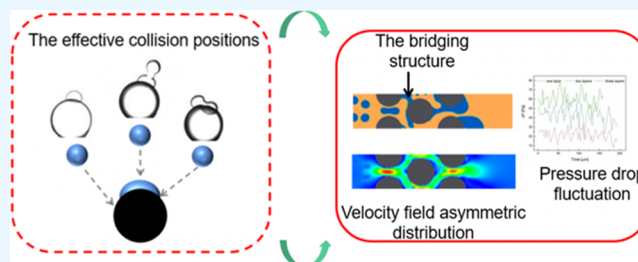 The effective collision positions
The bridging
structure
Velocity field asymmetric
distribution
Pressure drop
fluctuation